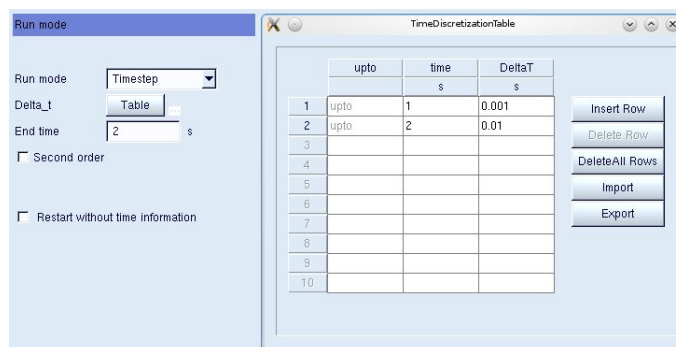 Run mode
TimeDiscretizationTable
Run mode Timestep
Delta_t Table ...
End time 2 s
Second order
Restart without time information
upto time DeltaT
s s
1 upto 1 0.001
2 upto 2 0.01
3
4
5
6
7
8
9
10
Insert Row
Delete Row
DeleteAll Rows
Import
Export